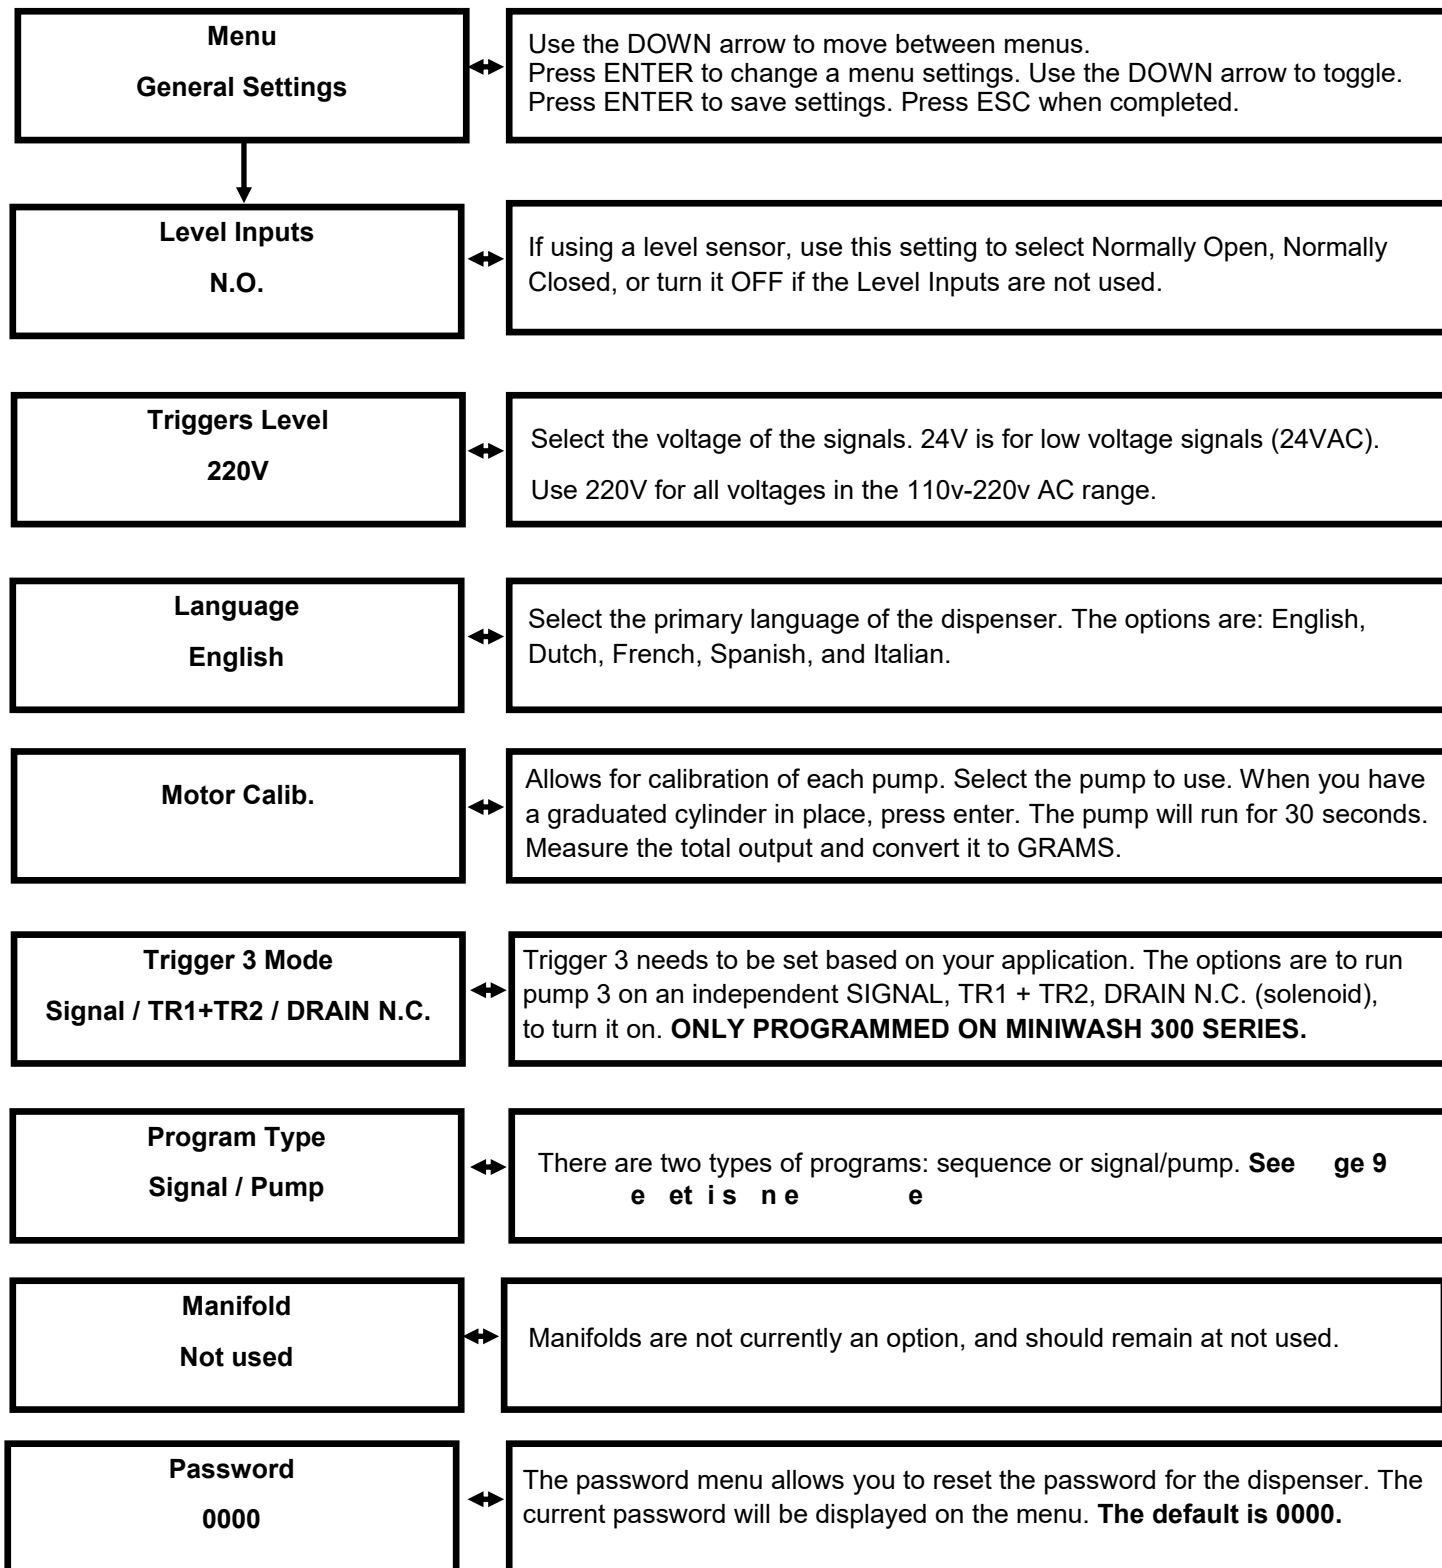 Menu
General Settings
Use the DOWN arrow to move between menus.
Press ENTER to change a menu settings. Use the DOWN arrow to toggle.
Press ENTER to save settings. Press ESC when completed.
Level Inputs
N.O.
If using a level sensor, use this setting to select Normally Open, Normally
Closed, or turn it OFF if the Level Inputs are not used.
Triggers Level
220V
Select the voltage of the signals. 24V is for low voltage signals (24VAC).
Use 220V for all voltages in the 110v-220v AC range.
Language
English
Select the primary language of the dispenser. The options are: English,
Dutch, French, Spanish, and Italian.
Motor Calib.
Allows for calibration of each pump. Select the pump to use. When you have
a graduated cylinder in place, press enter. The pump will run for 30 seconds.
Measure the total output and convert it to GRAMS.
Trigger 3 Mode
Signal / TR1+TR2 / DRAIN N.C.
Trigger 3 needs to be set based on your application. The options are to run
pump 3 on an independent SIGNAL, TR1 + TR2, DRAIN N.C. (solenoid),
to turn it on. ONLY PROGRAMMED ON MINIWASH 300 SERIES.
Program Type
Signal / Pump
There are two types of programs: sequence or signal/pump. See ge 9
e et i s n e e
Manifold
Not used
Manifolds are not currently an option, and should remain at not used.
Password
0000
The password menu allows you to reset the password for the dispenser. The
current password will be displayed on the menu. The default is 0000.